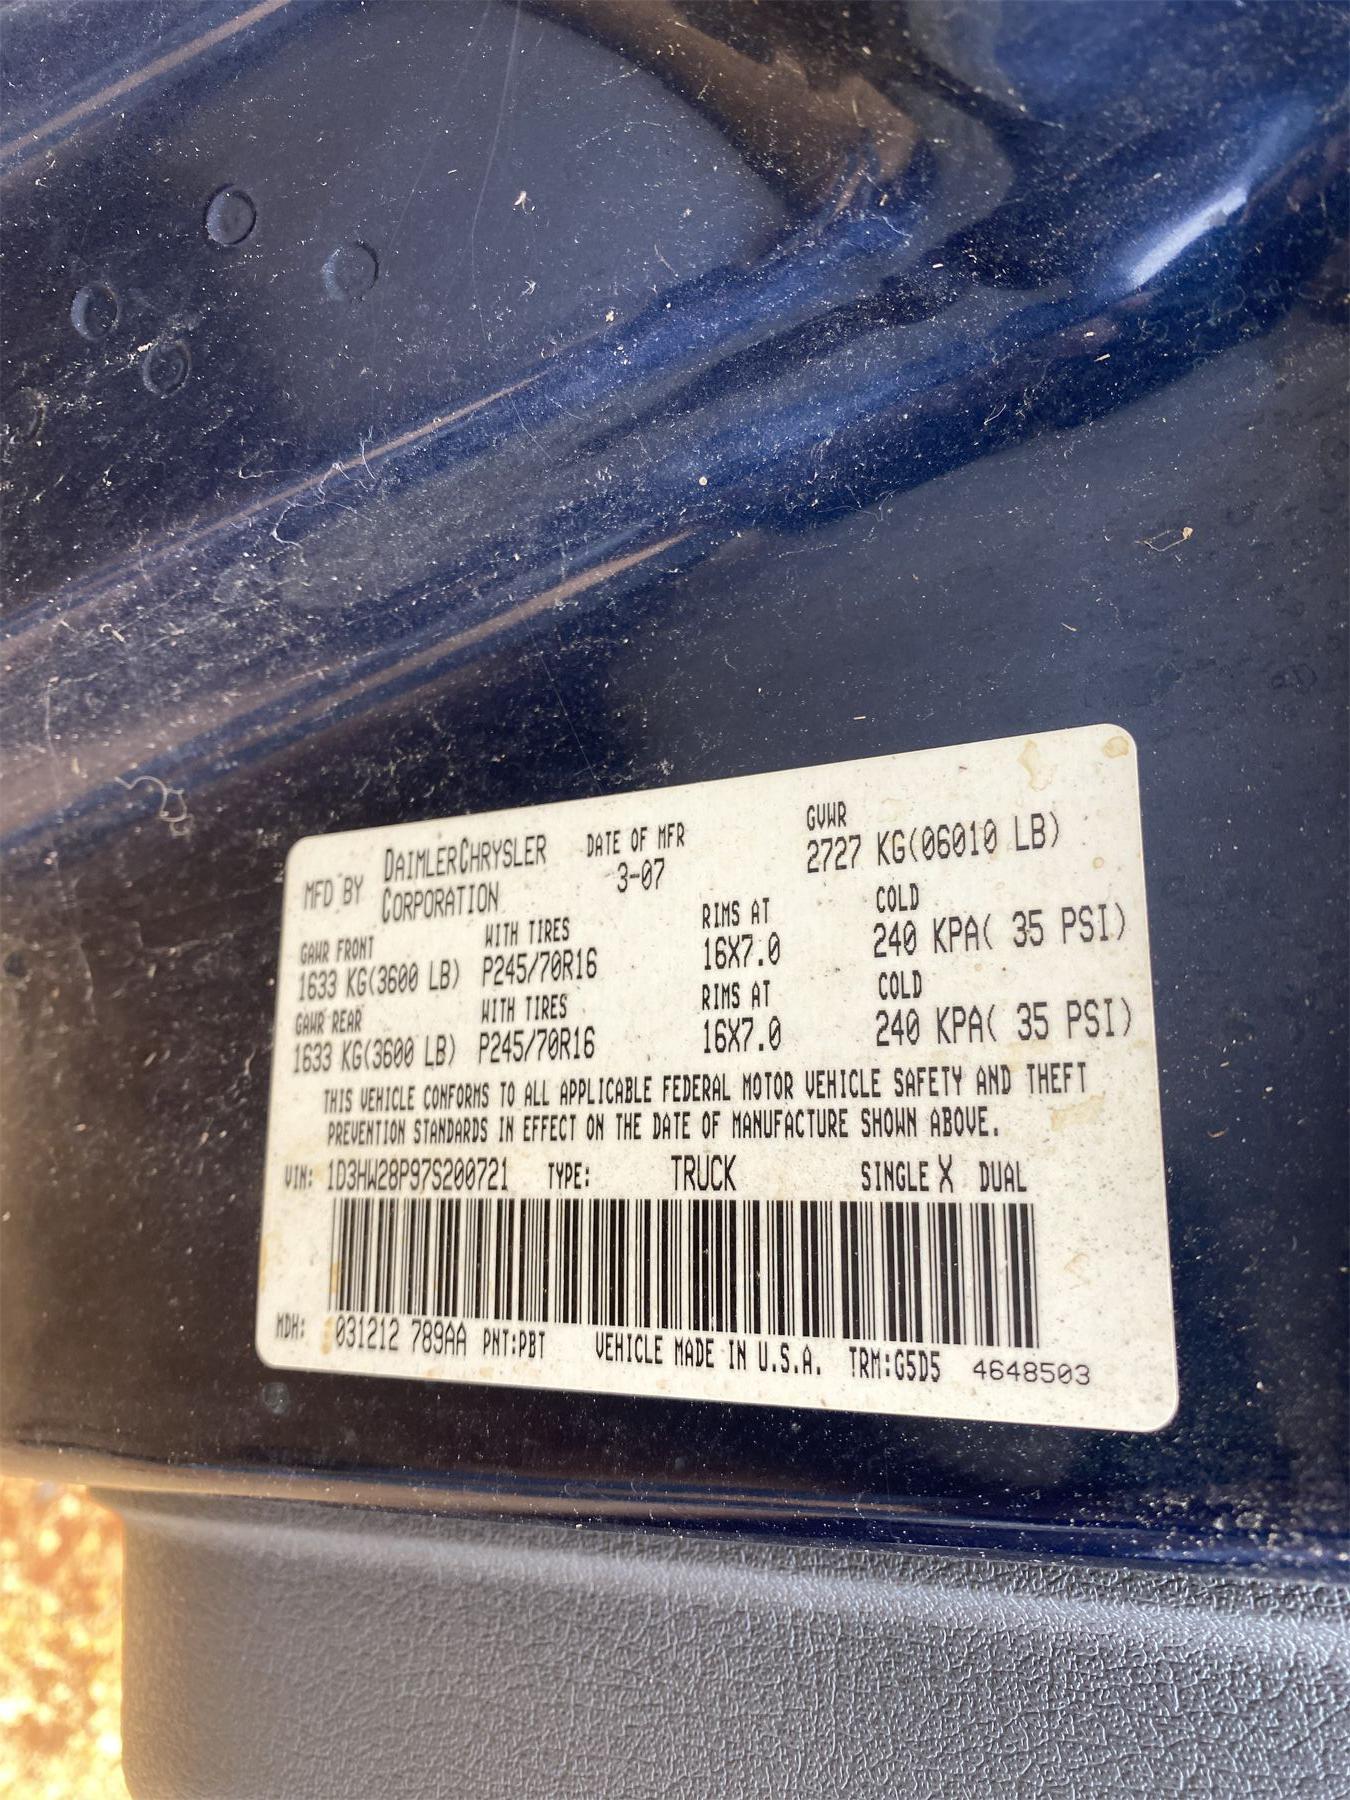 MFD BY DAIMLERCHRYSLER CORPORATION DATE OF MFR 3-07 GVWR 2727 KG(06010 LB)
GAWR FRONT WITH TIRES RIMS AT COLD
1633 KG(3600 LB) P245/70R16 16X7.0 240 KPA( 35 PSI)
GAWR REAR WITH TIRES RIMS AT COLD
1633 KG(3600 LB) P245/70R16 16X7.0 240 KPA( 35 PSI)
THIS VEHICLE CONFORMS TO ALL APPLICABLE FEDERAL MOTOR VEHICLE SAFETY AND THEFT
PREVENTION STANDARDS IN EFFECT ON THE DATE OF MANUFACTURE SHOWN ABOVE.
VIN: 1D3HW28P97S200721 TYPE: TRUCK SINGLE X DUAL
MDH: 031212 789AA PNT:PBT VEHICLE MADE IN U.S.A. TRM:G5D5 4648503